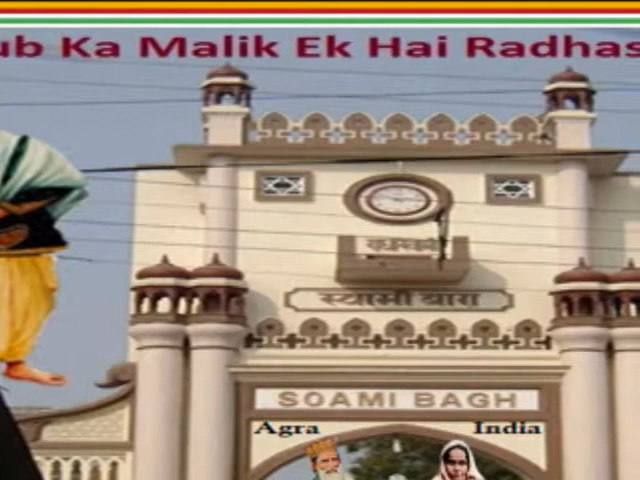 ub Ka Malik Ek Hai Radhas
राधास्वामी
स्वामी बाग
SOAMI BAGH
Agra India